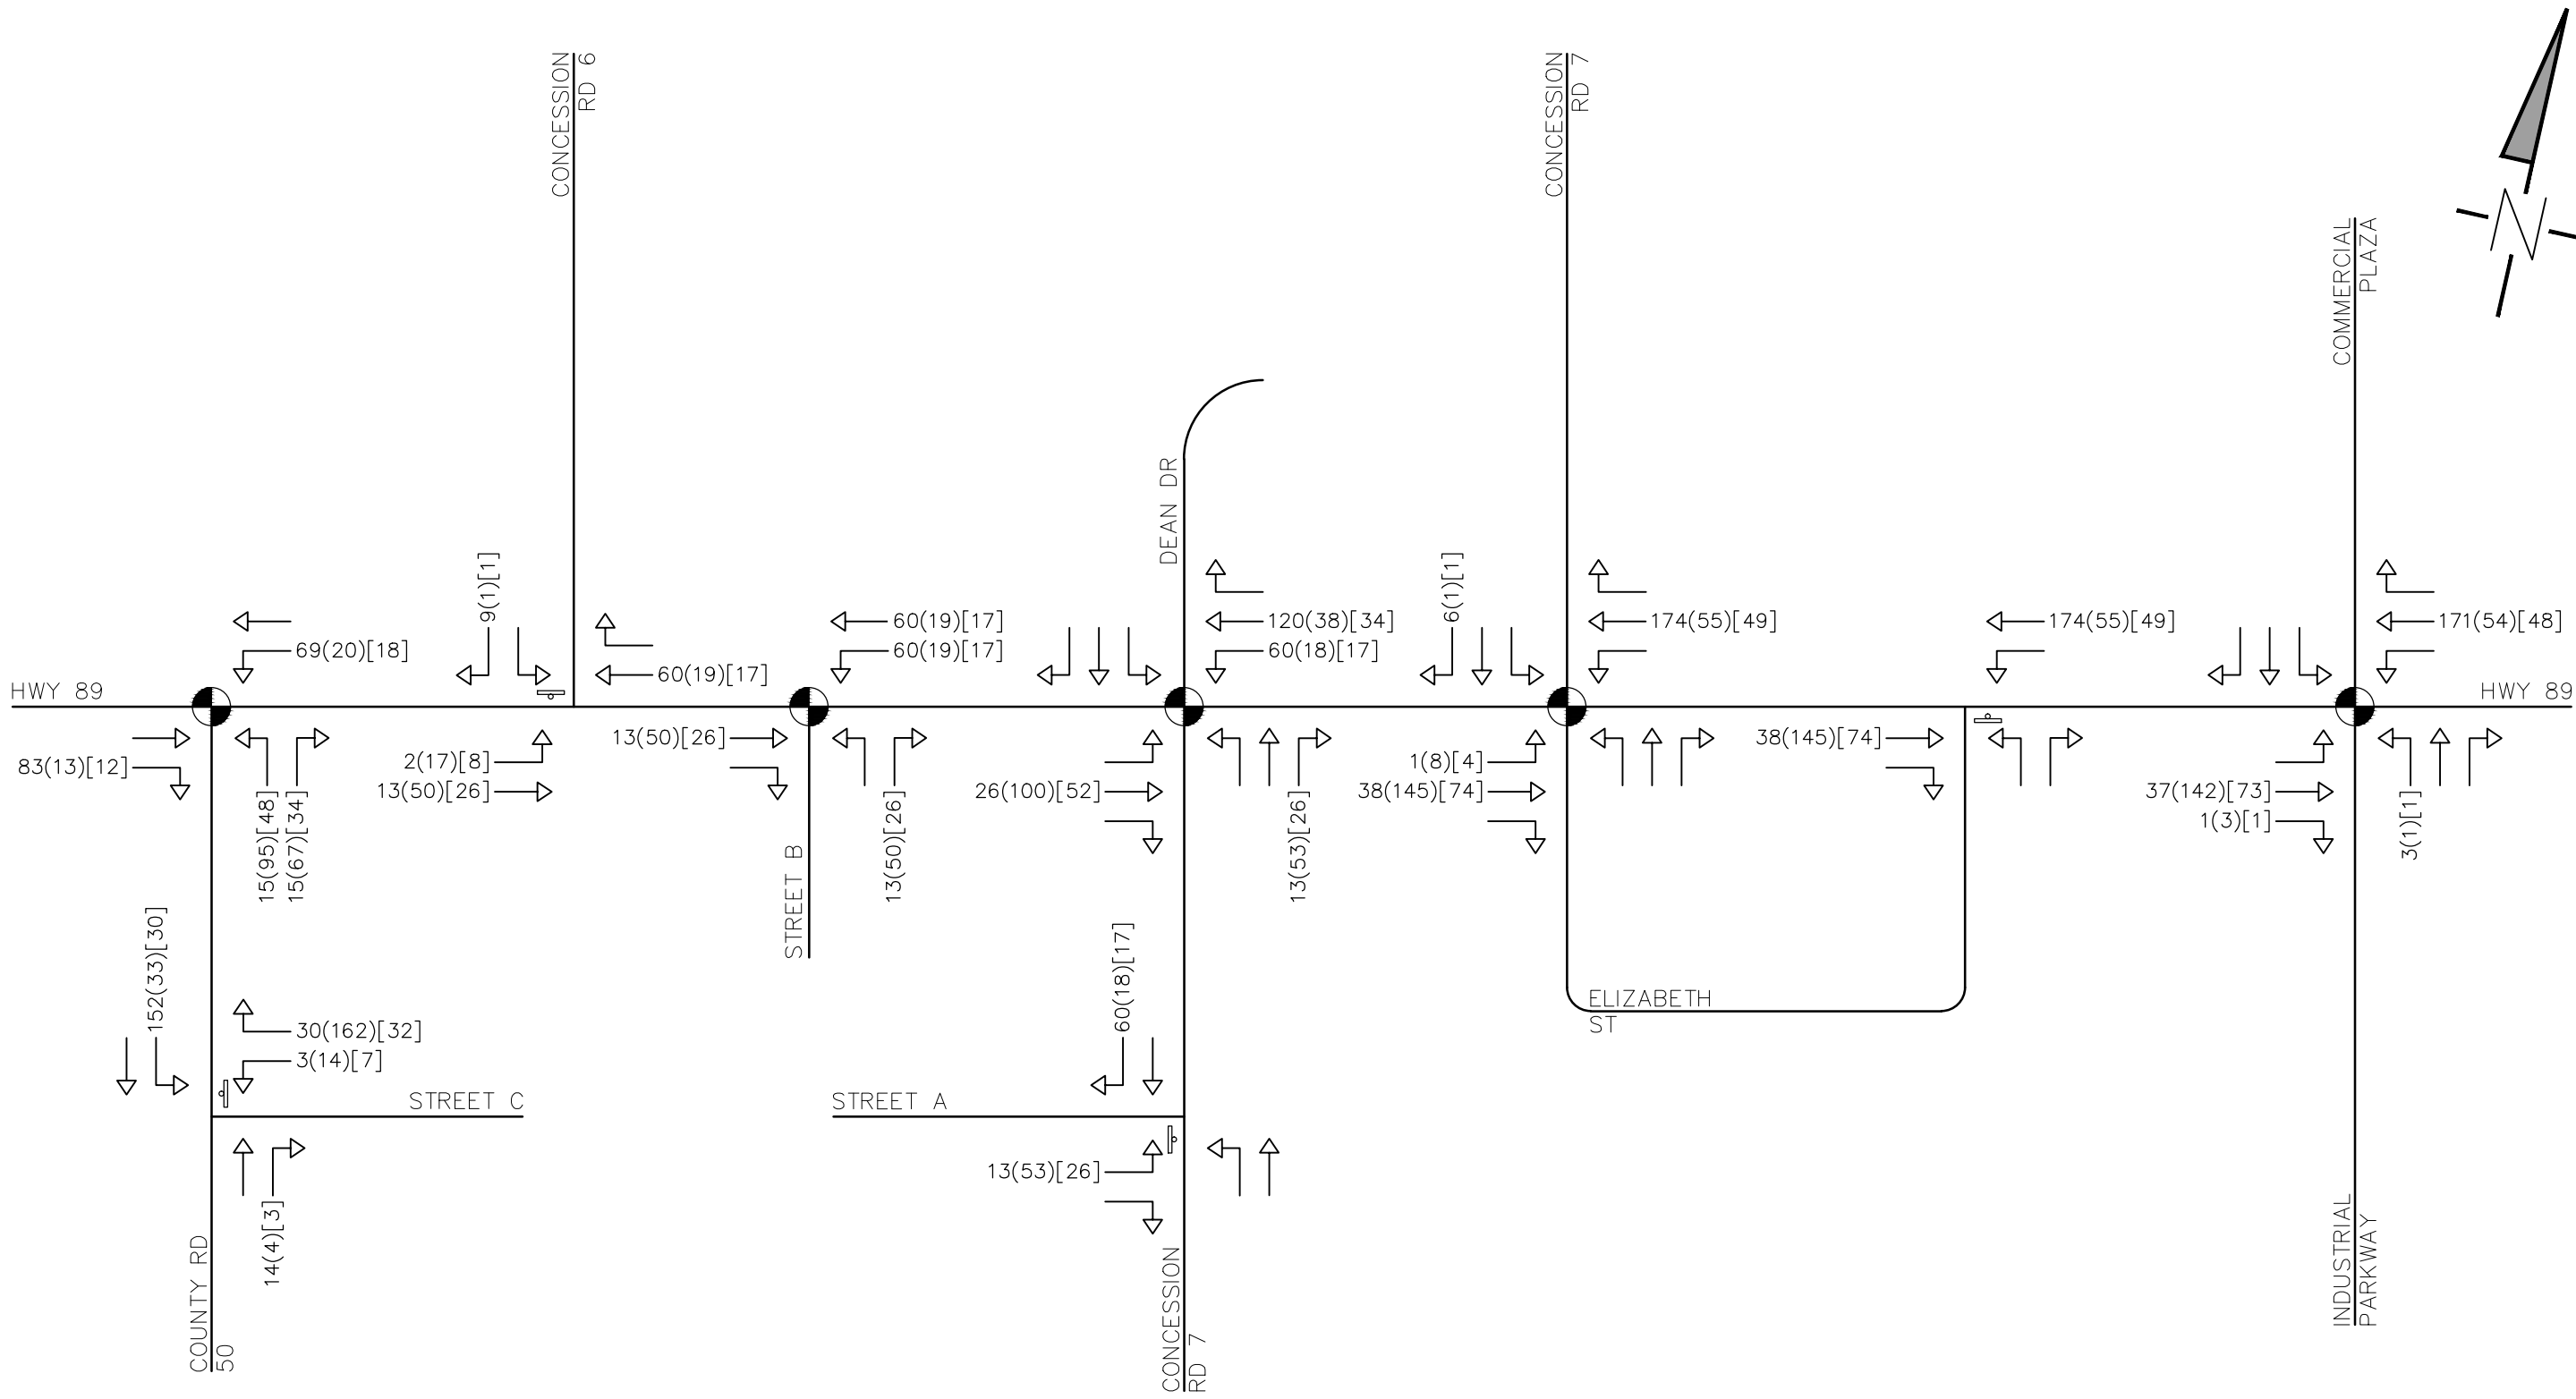 CONCESSION
RD 6
CONCESSION
RD 7
COMMERCIAL
PLAZA
N
DEAN DR
9(1)[1]
6(1)[1]
69(20)[18]
60(19)[17]
60(19)[17]
60(19)[17]
120(38)[34]
60(18)[17]
174(55)[49]
174(55)[49]
171(54)[48]
HWY 89
HWY 89
83(13)[12]
15(95)[48]
15(67)[34]
2(17)[8]
13(50)[26]
13(50)[26]
13(50)[26]
26(100)[52]
13(53)[26]
1(8)[4]
38(145)[74]
38(145)[74]
37(142)[73]
1(3)[1]
3(1)[1]
STREET B
152(33)[30]
30(162)[32]
3(14)[7]
60(18)[17]
ELIZABETH
ST
STREET C
STREET A
13(53)[26]
14(4)[3]
COUNTY RD
50
CONCESSION
RD 7
INDUSTRIAL
PARKWAY